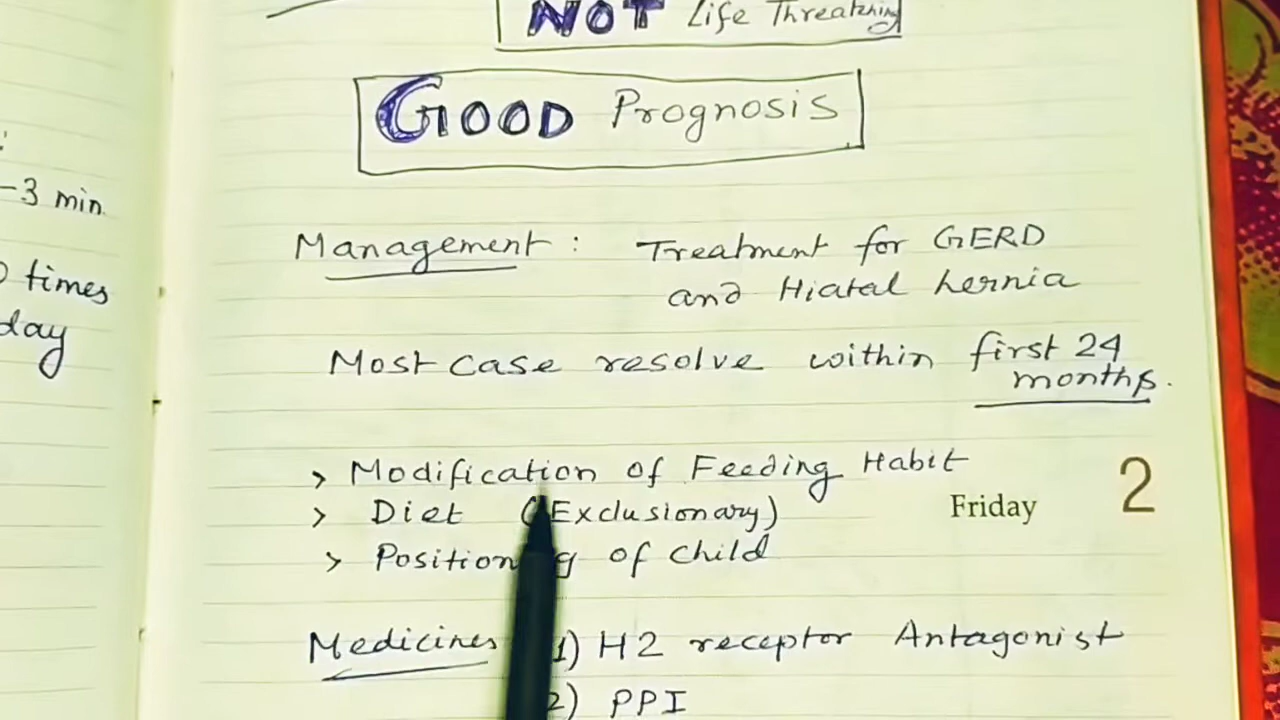 -3 min
times
day
NOT Life Threatening
GOOD Prognosis
Management : Treatment for GERD
and Hiatal hernia
Most case resolve within first 24
months.
> Modification of Feeding Habit
> Diet (Exclusionary)
Friday 2
> Positioning of child
Medicines 1) H2 receptor Antagonist
2) PPI